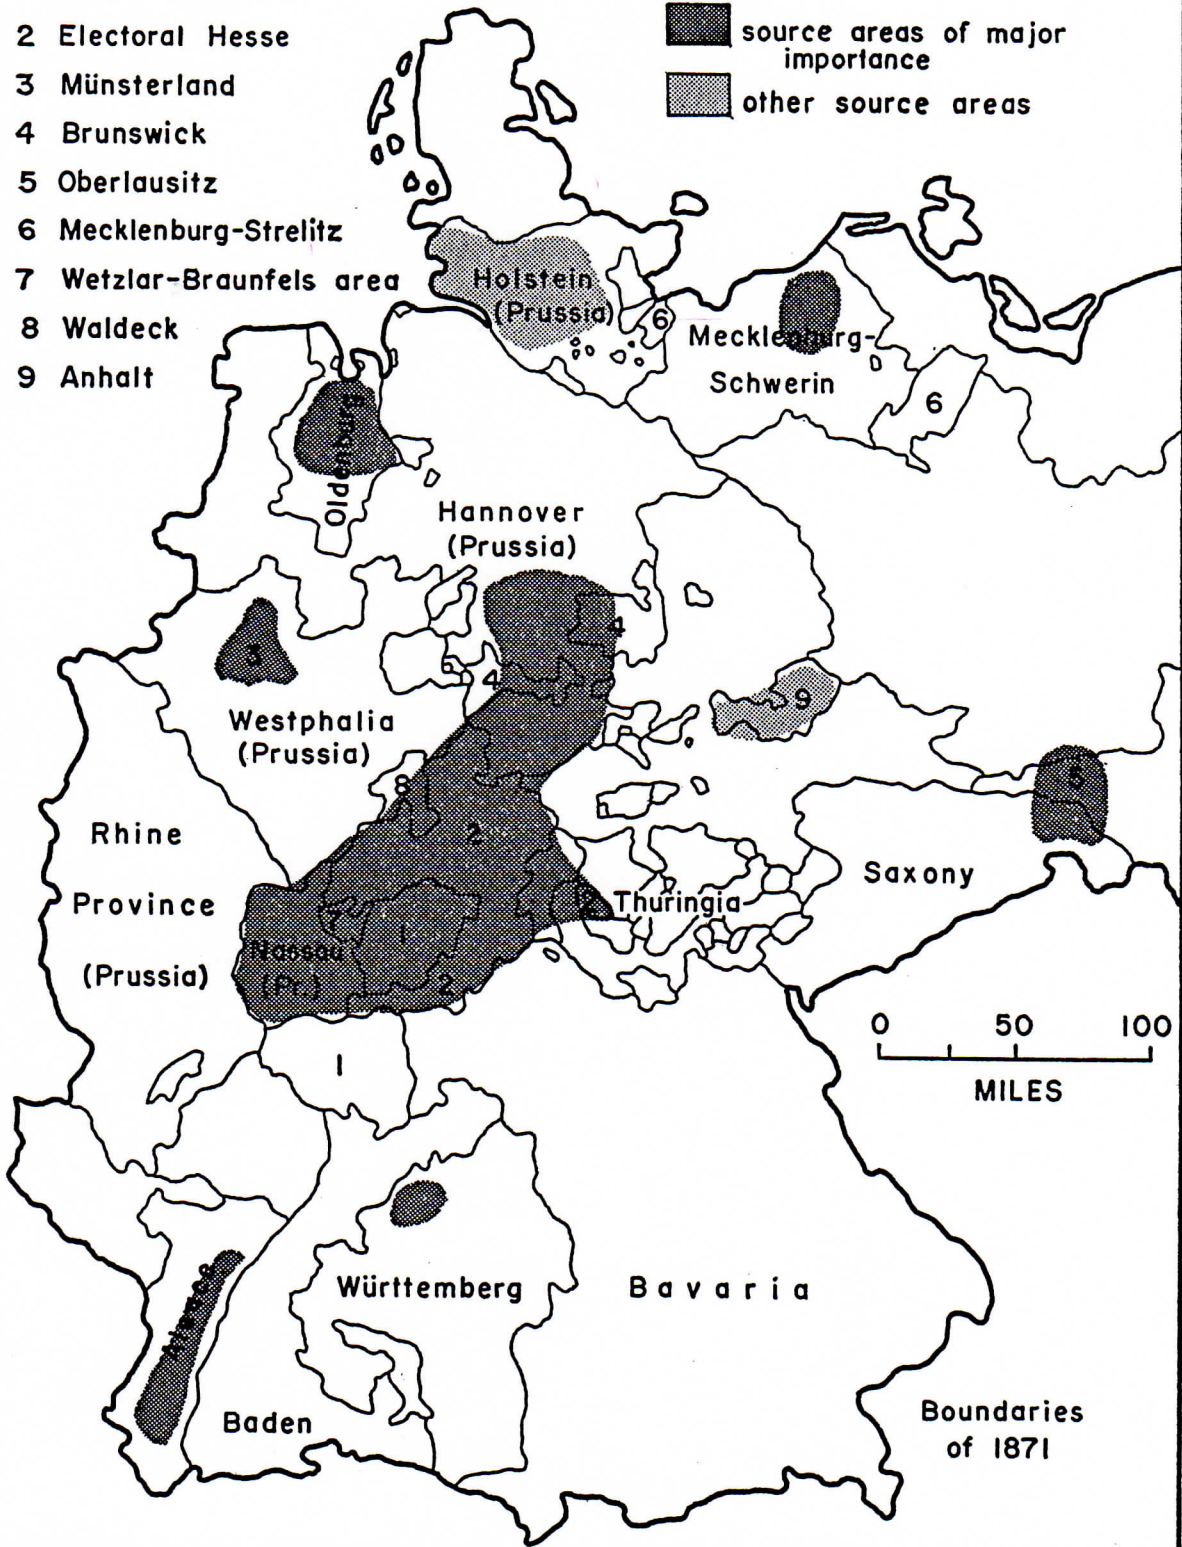 2 Electoral Hesse
3 Münsterland
4 Brunswick
5 Oberlausitz
6 Mecklenburg-Strelitz
7 Wetzlar-Braunfels area
8 Waldeck
9 Anhalt
source areas of major
importance
other source areas
Holstein
(Prussia)
6
Mecklenburg-
Schwerin
6
Oldenburg
Hannover
(Prussia)
4
3
4
9
Westphalia
(Prussia)
8
5
2
Rhine
Province
(Prussia)
Saxony
Thuringia
2
7
1
Nassau
(Pr.)
2
0 50 100
MILES
1
Alsace
Württemberg
Bavaria
Baden
Boundaries
of 1871